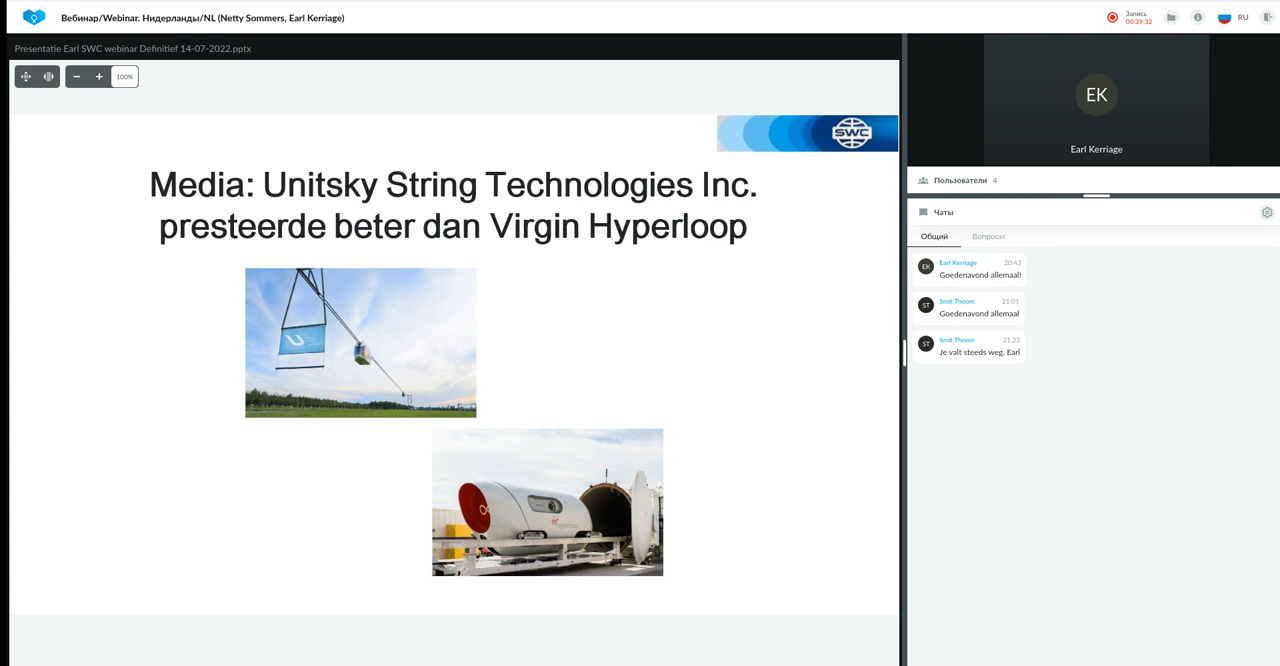 Вебинар/Webinar. Нидерланды/NL (Netty Sommers, Earl Kerriage)
Запись
00:39:32
RU
Presentatie Earl SWC webinar Definitief 14-07-2022.pptx
100%
SWC
Media: Unitsky String Technologies Inc.
presteerde beter dan Virgin Hyperloop
hyperloop
EK
Earl Kerriage
Пользователи 4
Чаты
Общий Вопросы
EK Earl Kerriage 20:43
Goedenavond allemaal!
ST Smit Thoom 21:01
Goedenavond allemaal
ST Smit Thoom 21:23
Je valt steeds weg, Earl